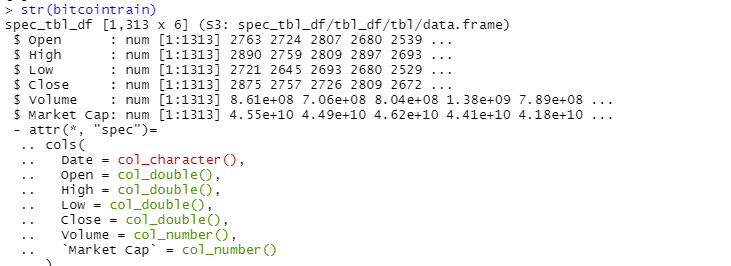 > str(bitcointrain)
spec_tbl_df [1,313 x 6] (S3: spec_tbl_df/tbl_df/tbl/data.frame)
 $ Open      : num [1:1313] 2763 2724 2807 2680 2539 ...
 $ High      : num [1:1313] 2890 2759 2809 2897 2693 ...
 $ Low       : num [1:1313] 2721 2645 2693 2680 2529 ...
 $ Close     : num [1:1313] 2875 2757 2726 2809 2672 ...
 $ Volume    : num [1:1313] 8.61e+08 7.06e+08 8.04e+08 1.38e+09 7.89e+08 ...
 $ Market Cap: num [1:1313] 4.55e+10 4.49e+10 4.62e+10 4.41e+10 4.18e+10 ...
 - attr(*, "spec")=
  .. cols(
  ..   Date = col_character(),
  ..   Open = col_double(),
  ..   High = col_double(),
  ..   Low = col_double(),
  ..   Close = col_double(),
  ..   Volume = col_number(),
  ..   `Market Cap` = col_number()
  .. )